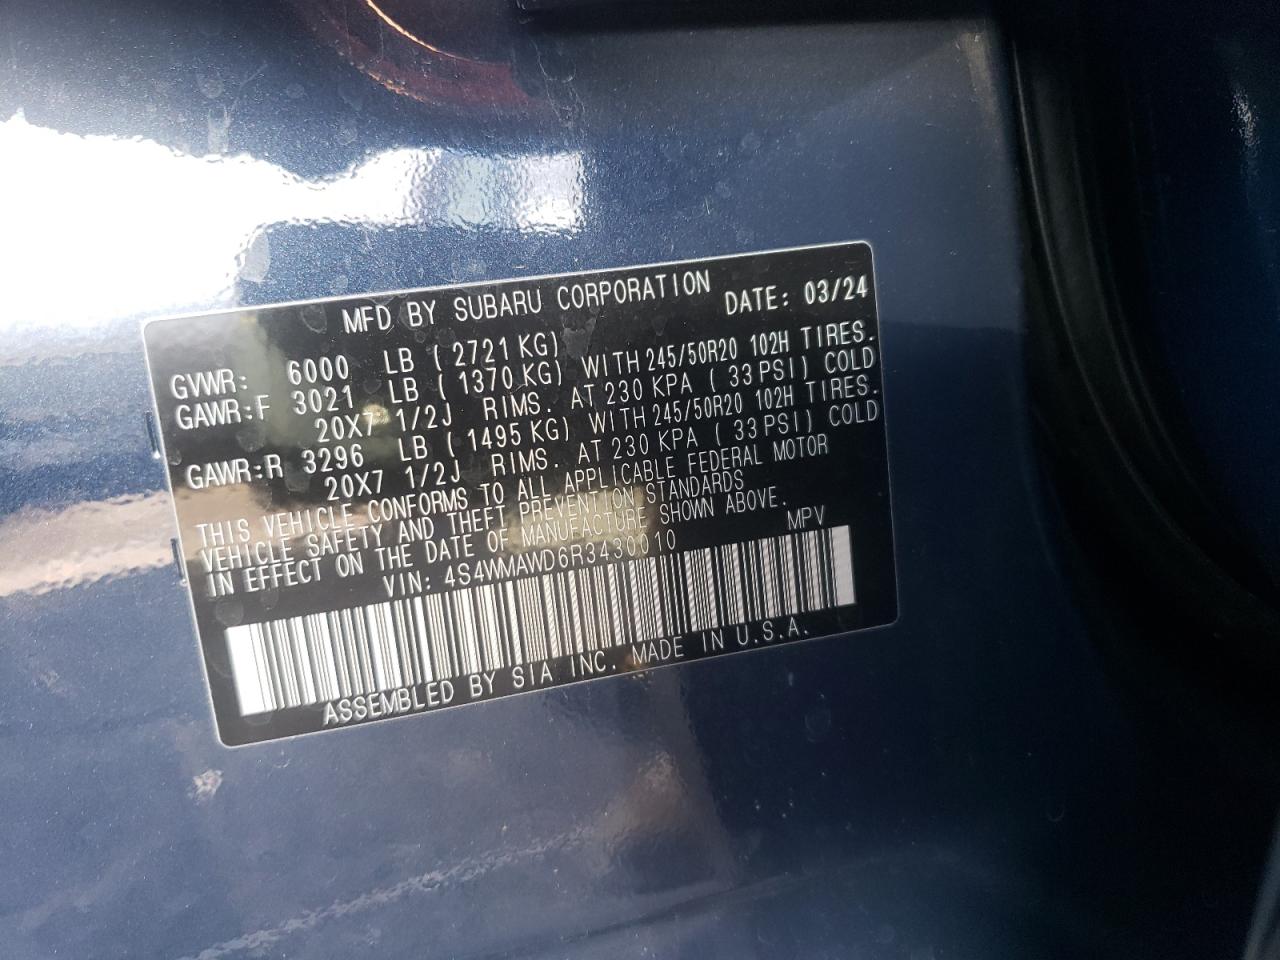 MFD BY SUBARU CORPORATION DATE: 03/24
GVWR: 6000 LB ( 2721 KG)
GAWR:F 3021 LB ( 1370 KG) WITH 245/50R20 102H TIRES.
20X7 1/2J RIMS. AT 230 KPA ( 33 PSI) COLD
GAWR:R 3296 LB ( 1495 KG) WITH 245/50R20 102H TIRES.
20X7 1/2J RIMS. AT 230 KPA ( 33 PSI) COLD
THIS VEHICLE CONFORMS TO ALL APPLICABLE FEDERAL MOTOR
VEHICLE SAFETY AND THEFT PREVENTION STANDARDS
IN EFFECT ON THE DATE OF MANUFACTURE SHOWN ABOVE.
VIN: 4S4WMAWD6R3430010 MPV
ASSEMBLED BY SIA INC. MADE IN U.S.A.